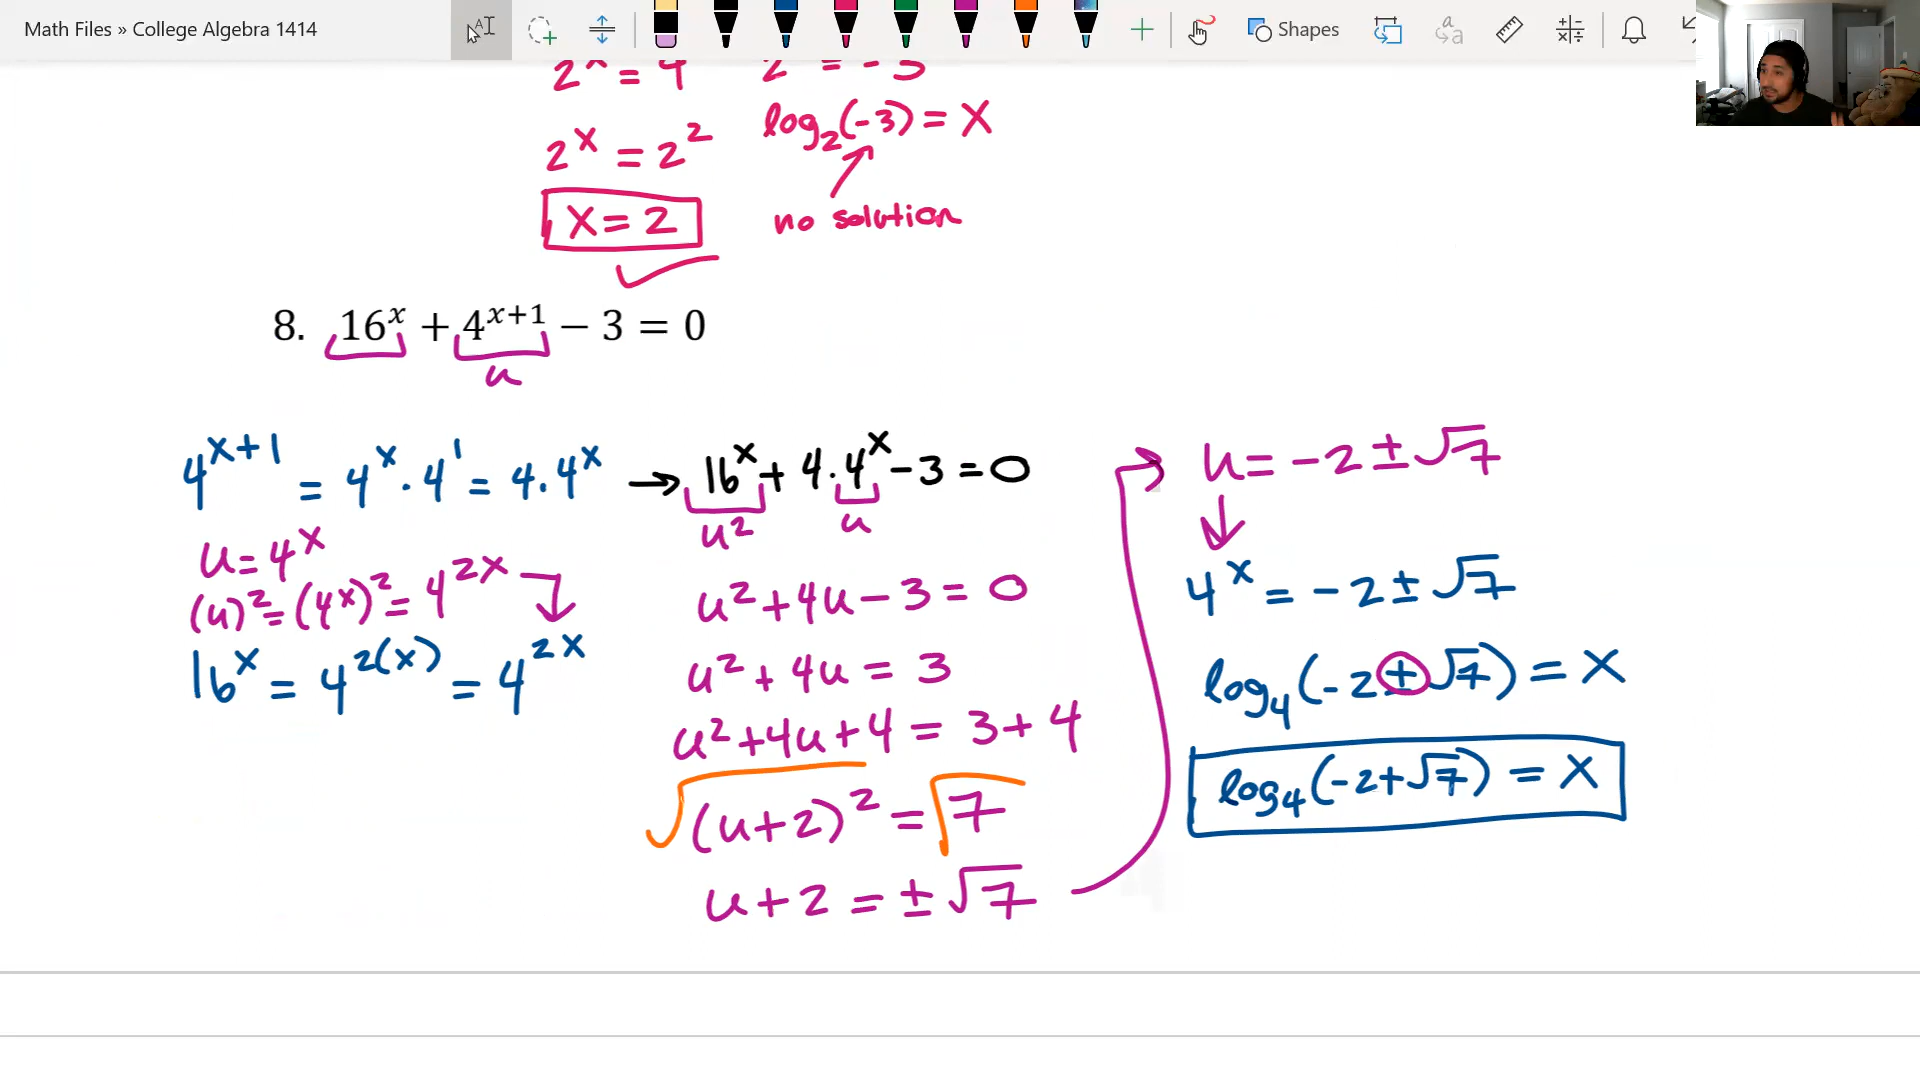 Math Files » College Algebra 1414
Shapes
2^x = 4
2 = -3
2^x = 2^2
log₂(-3) = x
x = 2
no solution
8. 16^x + 4^{x+1} − 3 = 0
u
4^{x+1} = 4^x · 4^1 = 4 · 4^x → 16^x + 4 · 4^x − 3 = 0
u^2 u
u = 4^x
(u)^2 = (4^x)^2 = 4^{2x}
16^x = 4^{2(x)} = 4^{2x}
u^2 + 4u − 3 = 0
u^2 + 4u = 3
u^2 + 4u + 4 = 3 + 4
√(u+2)^2 = √7
u + 2 = ± √7
u = −2 ± √7
4^x = −2 ± √7
log₄(−2 ± √7) = x
log₄(−2 + √7) = x